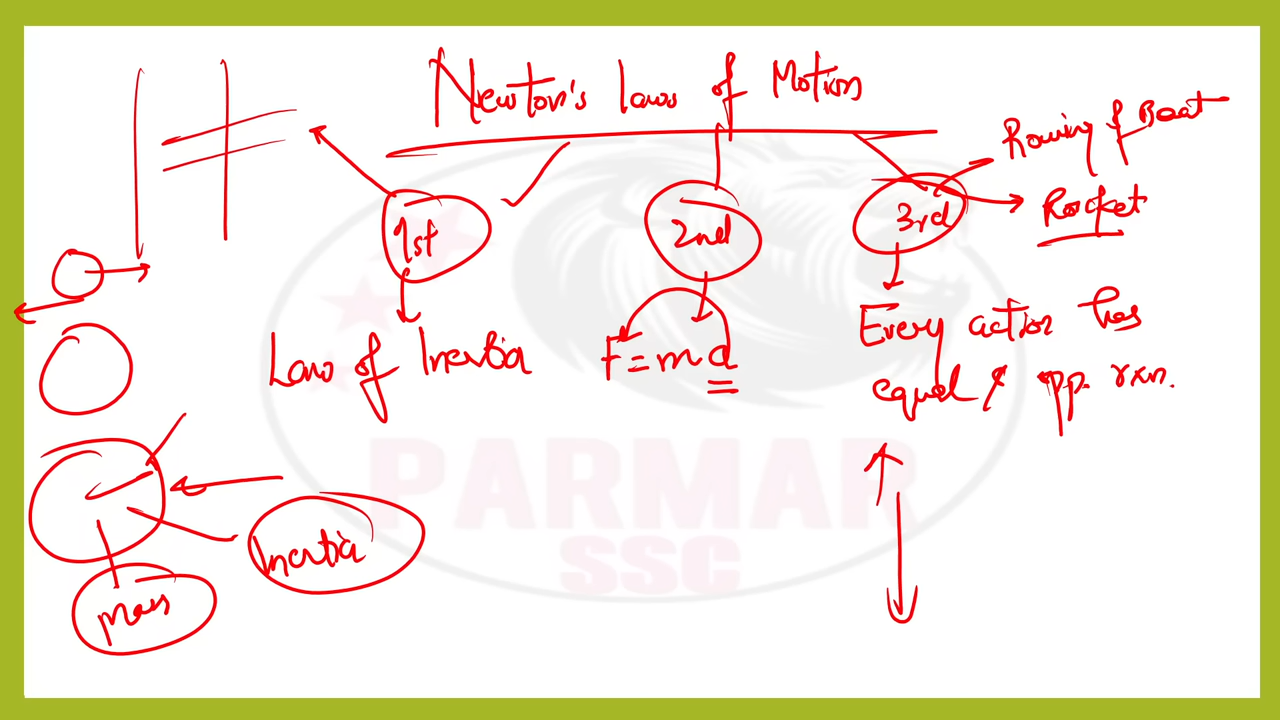 Newton's laws of Motion
Rowing of Boat
Rocket
1st
2nd
3rd
Law of Inertia
F = ma
Every action has
equal & opp. rxn.
Inertia
Mass
PARMAR
SSC